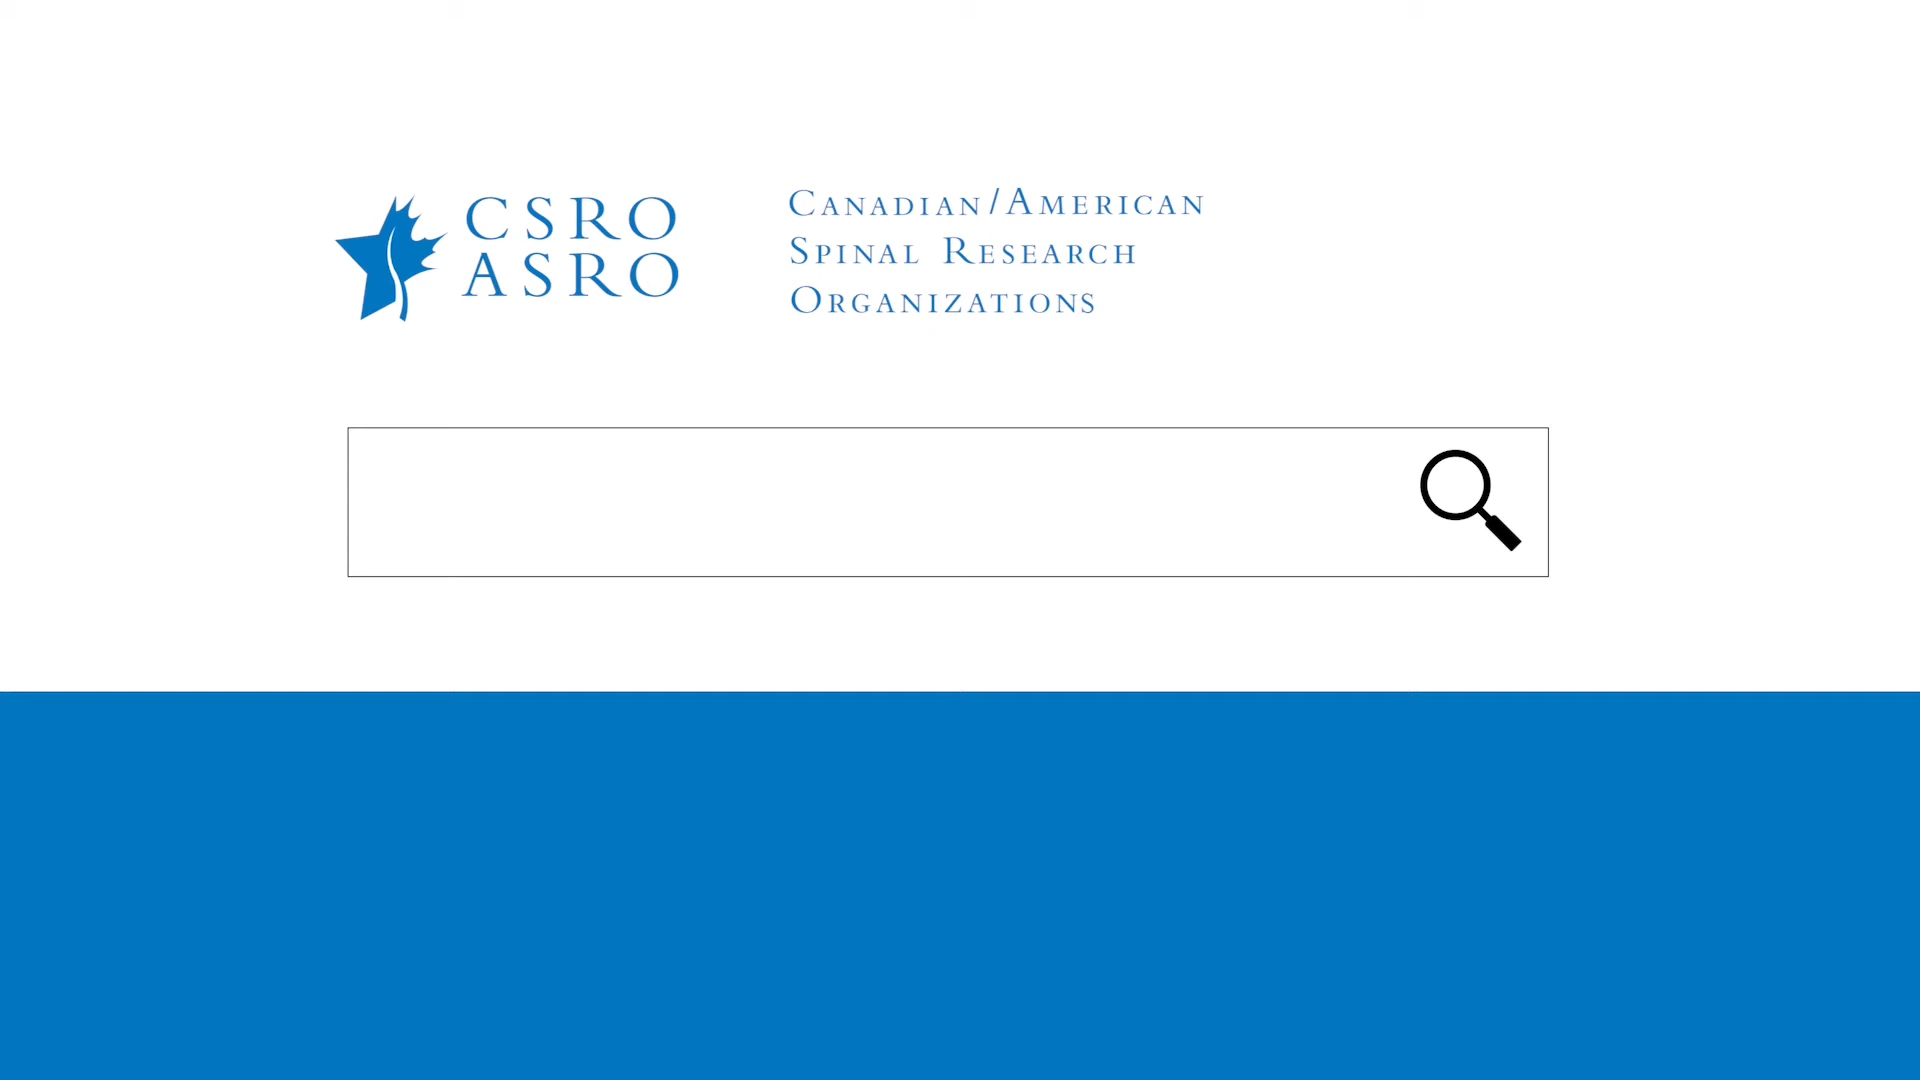 CSRO
ASRO
CANADIAN/AMERICAN
SPINAL RESEARCH
ORGANIZATIONS